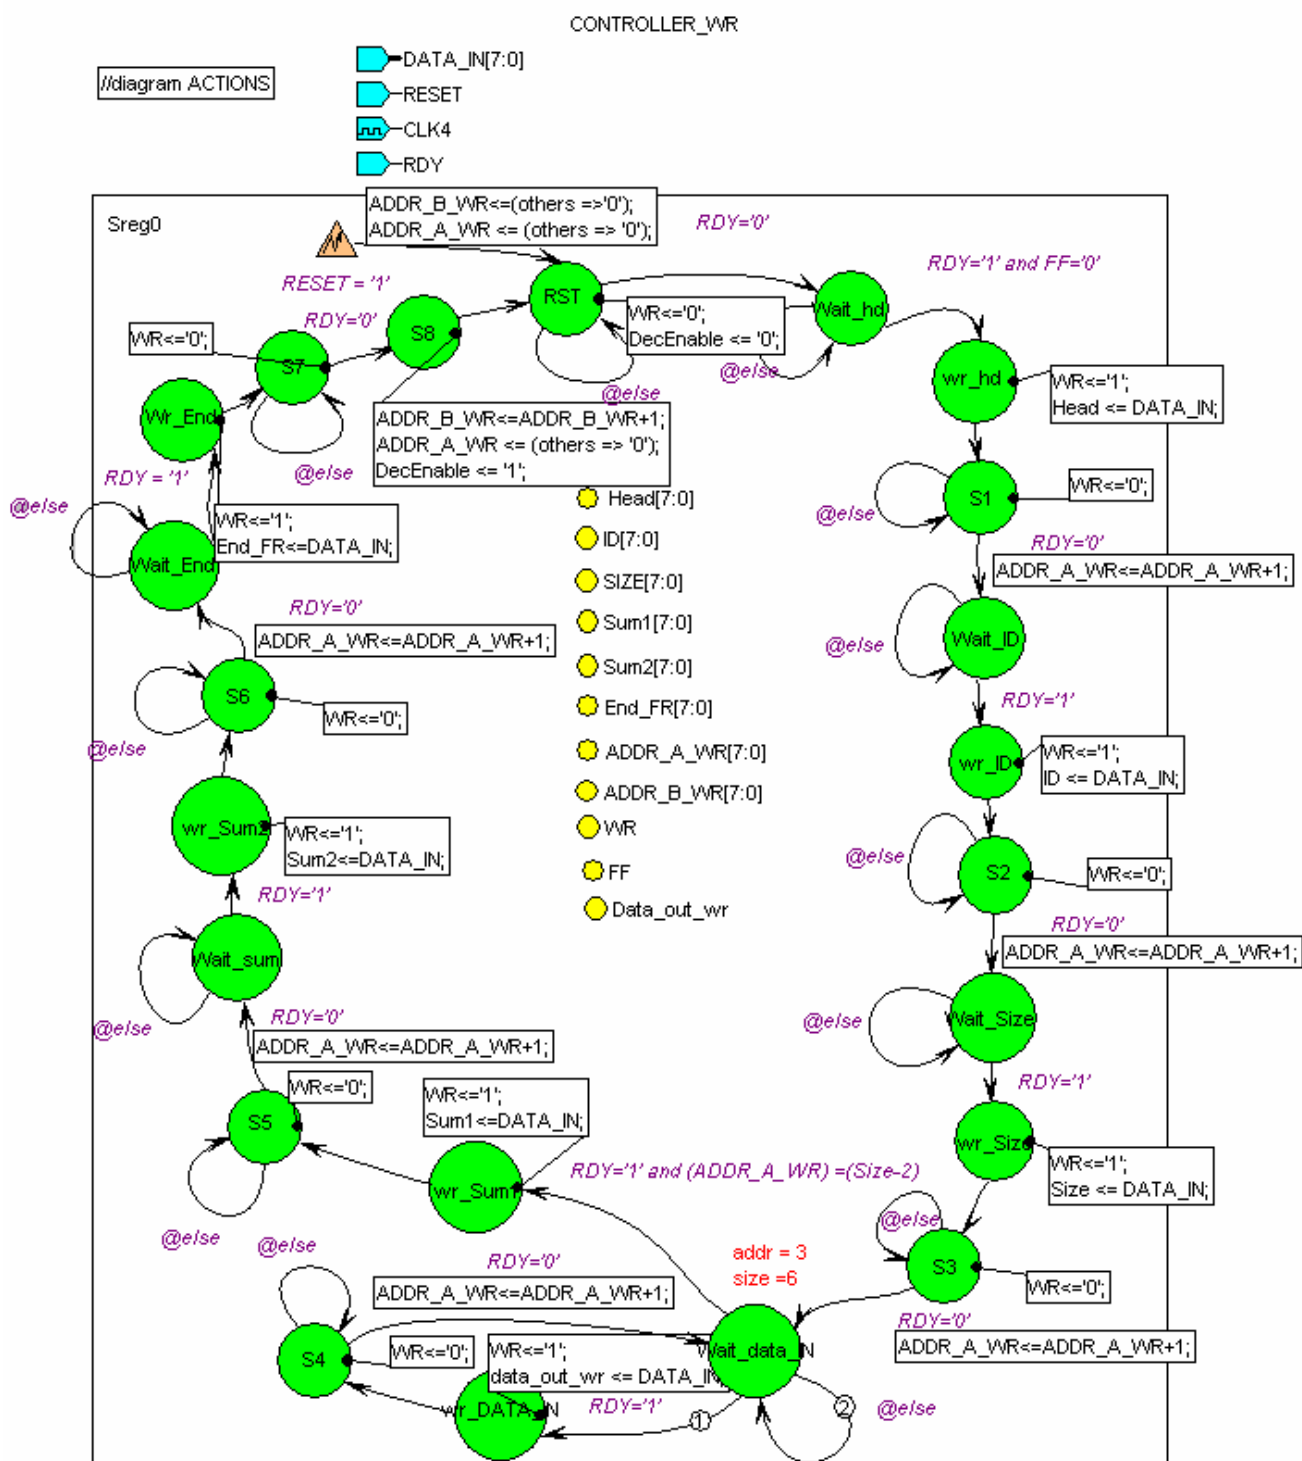 CONTROLLER_WR
DATA_IN[7:0]
//diagram ACTIONS
RESET
CLK4
RDY
Sreg0
ADDR_B_WR<=(others =>'0');
ADDR_A_WR <= (others => '0');
RDY='0'
RDY='1' and FF='0'
RESET = '1'
RST
Wait_hd
WR<='0';
DecEnable <= '0';
RDY='0'
S8
WR<='0';
S7
@else
@else
wr_hd
WR<='1';
Head <= DATA_IN;
Wr_End
ADDR_B_WR<=ADDR_B_WR+1;
ADDR_A_WR <= (others => '0');
DecEnable <= '1';
@else
RDY = '1'
@else
Head[7:0]
S1
WR<='0';
@else
WR<='1';
End_FR<=DATA_IN;
ID[7:0]
RDY='0'
Wait_End
SIZE[7:0]
ADDR_A_WR<=ADDR_A_WR+1;
RDY='0'
Sum1[7:0]
ADDR_A_WR<=ADDR_A_WR+1;
@else
Wait_ID
Sum2[7:0]
S6
WR<='0';
End_FR[7:0]
RDY='1'
@else
ADDR_A_WR[7:0]
wr_ID
WR<='1';
ID <= DATA_IN;
ADDR_B_WR[7:0]
wr_Sum2
WR<='1';
Sum2<=DATA_IN;
WR
@else
FF
S2
WR<='0';
RDY='1'
Data_out_wr
RDY='0'
ADDR_A_WR<=ADDR_A_WR+1;
Wait_sum
@else
RDY='0'
@else
Wait_Size
ADDR_A_WR<=ADDR_A_WR+1;
WR<='0';
WR<='1';
Sum1<=DATA_IN;
RDY='1'
S5
wr_Size
WR<='1';
Size <= DATA_IN;
RDY='1' and (ADDR_A_WR) =(Size-2)
wr_Sum1
@else
@else
@else
addr = 3
size =6
S3
WR<='0';
RDY='0'
ADDR_A_WR<=ADDR_A_WR+1;
RDY='0'
ADDR_A_WR<=ADDR_A_WR+1;
S4
WR<='0';
WR<='1';
data_out_wr <= DATA_IN;
Wait_data_IN
RDY='1'
wr_DATA_IN
1
2
@else